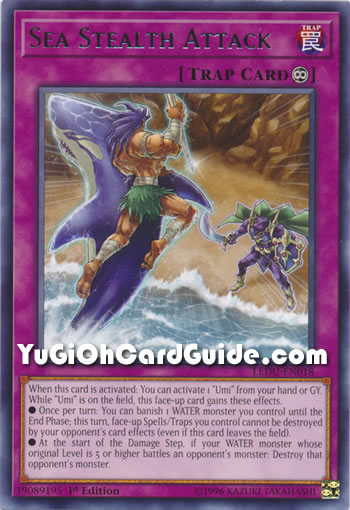 Sea Stealth Attack
TRAP
罠
[Trap Card∞]
YuGiOhCardGuide.com
LEDU-EN018
When this card is activated: You can activate 1 "Umi" from your hand or GY.
While "Umi" is on the field, this face-up card gains these effects.
● Once per turn: You can banish 1 WATER monster you control until the
End Phase; this turn, face-up Spells/Traps you control cannot be destroyed
by your opponent's card effects (even if this card leaves the field).
● At the start of the Damage Step, if your WATER monster whose
original Level is 5 or higher battles an opponent's monster: Destroy that
opponent's monster.
19089195 1st Edition ©1996 KAZUKI TAKAHASHI